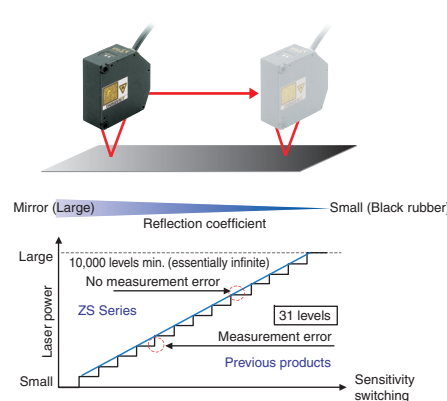 Mirror (Large)
Small (Black rubber)
Reflection coefficient
Large
10,000 levels min. (essentially infinite)
No measurement error
ZS Series
31 levels
Measurement error
Previous products
Laser power
Small
Sensitivity
switching